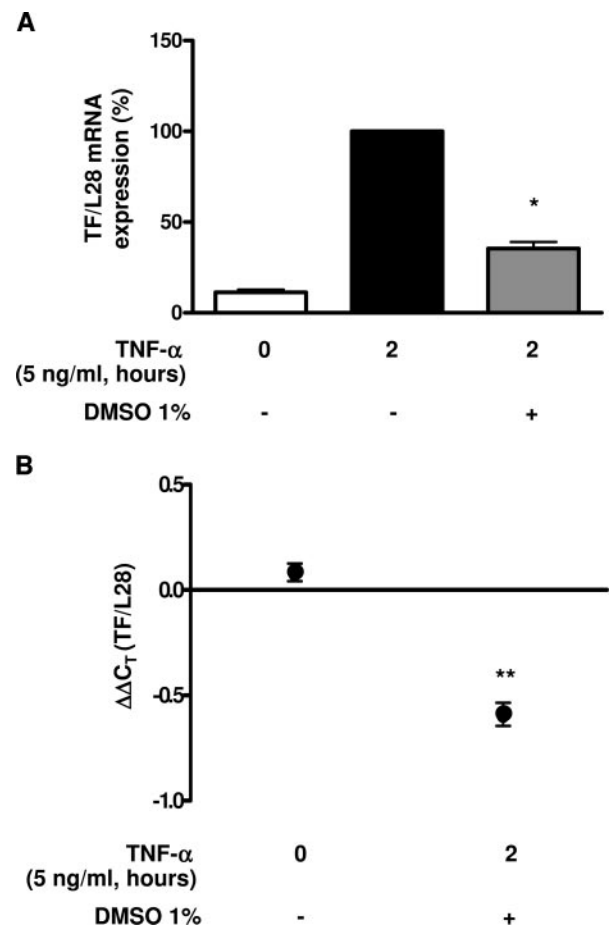 A
TF/L28 mRNA
expression (%)
150
100
50
0
*
TNF-α 0 2 2
(5 ng/ml, hours)
DMSO 1% - - +
B
ΔΔC_T (TF/L28)
0.5
0.0
-0.5
-1.0
**
TNF-α 0 2
(5 ng/ml, hours)
DMSO 1% - +